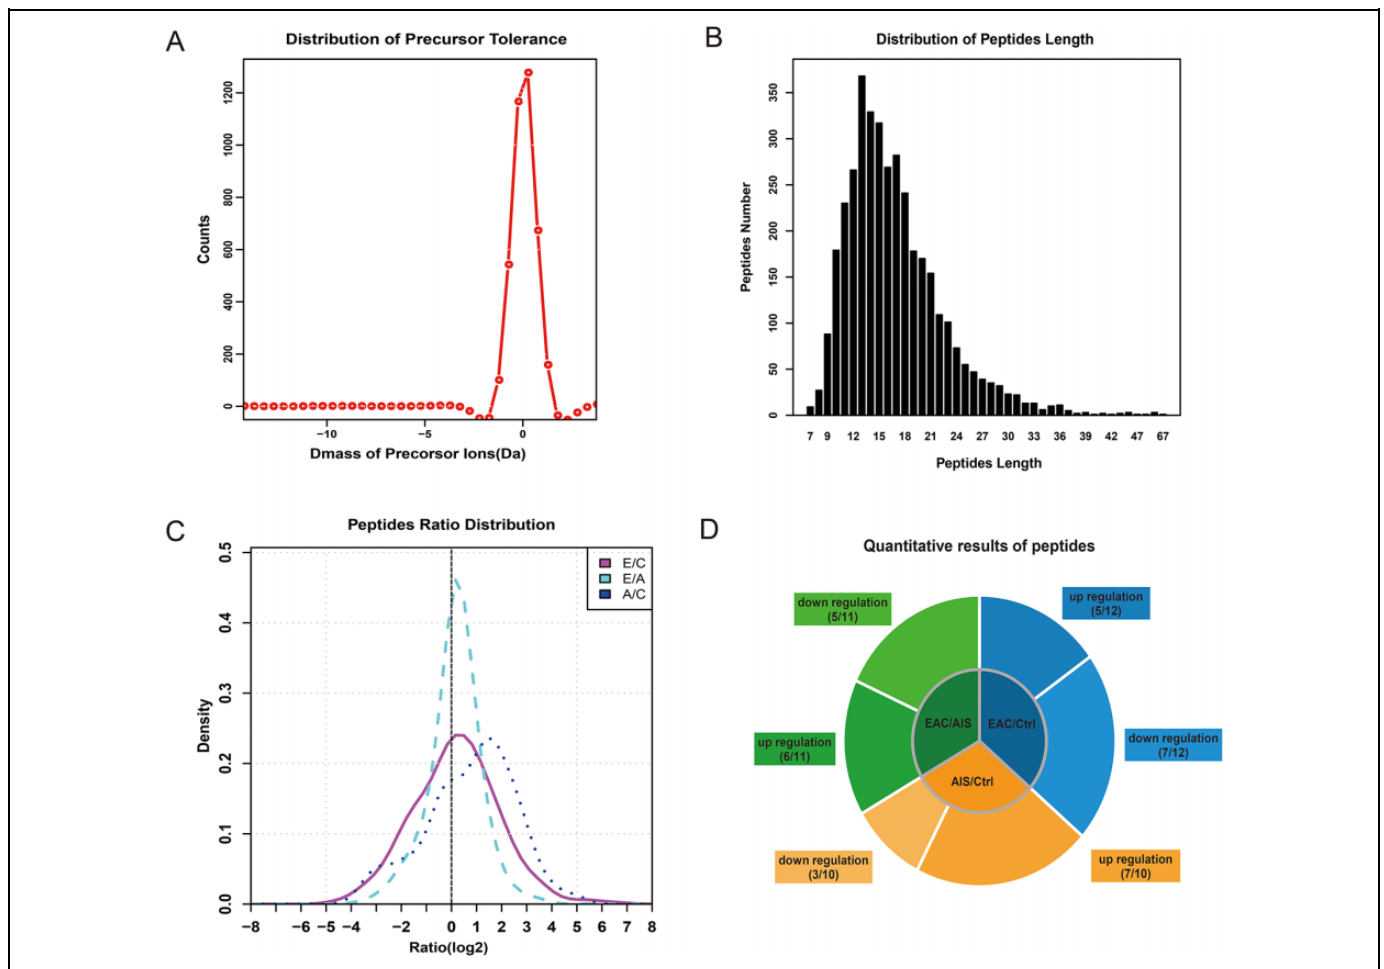 A
Distribution of Precursor Tolerance
Counts
0
200
400
600
800
1000
1200
−10
−5
0
Dmass of Precorsor Ions(Da)
B
Distribution of Peptides Length
Peptides Number
0
50
100
150
200
250
300
350
7 9 12 15 18 21 24 27 30 33 36 39 42 47 67
Peptides Length
C
Peptides Ratio Distribution
Density
0.5
0.4
0.3
0.2
0.1
0.0
E/C
E/A
A/C
−8 −6 −5 −4 −2 0 1 2 3 4 5 6 7 8
Ratio(log2)
D
Quantitative results of peptides
down regulation
(5/11)
up regulation
(5/12)
EAC/AIS
EAC/Ctrl
up regulation
(6/11)
down regulation
(7/12)
AIS/Ctrl
down regulation
(3/10)
up regulation
(7/10)